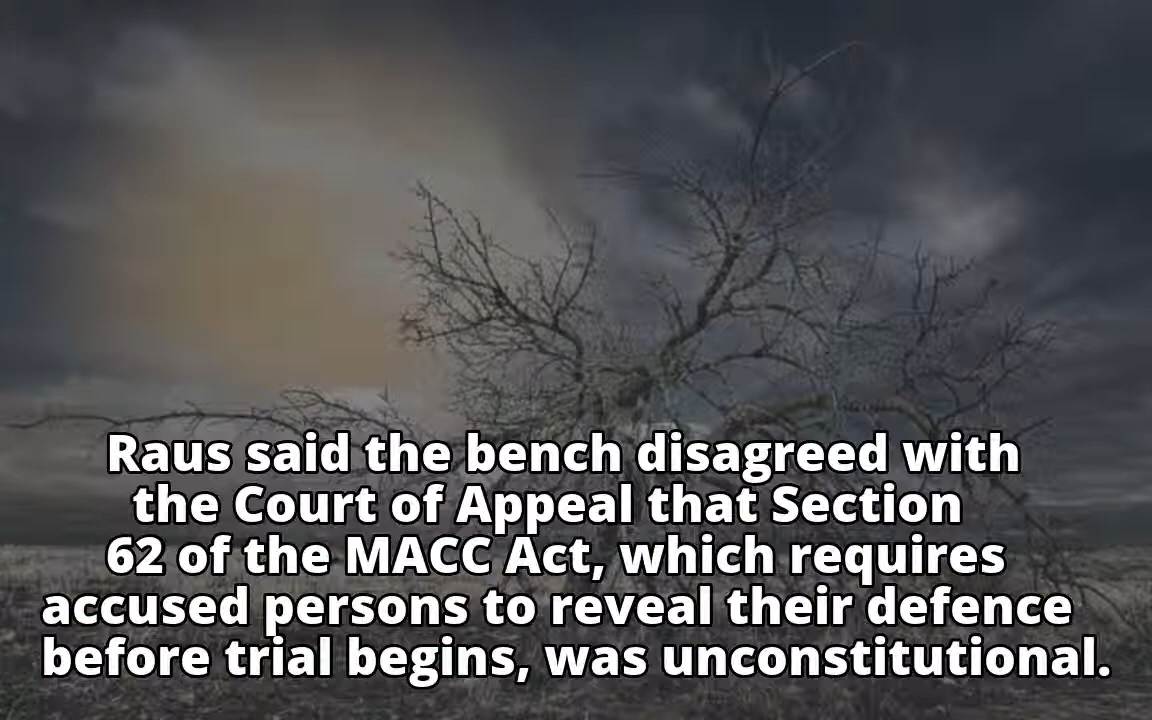 Raus said the bench disagreed with
the Court of Appeal that Section
62 of the MACC Act, which requires
accused persons to reveal their defence
before trial begins, was unconstitutional.